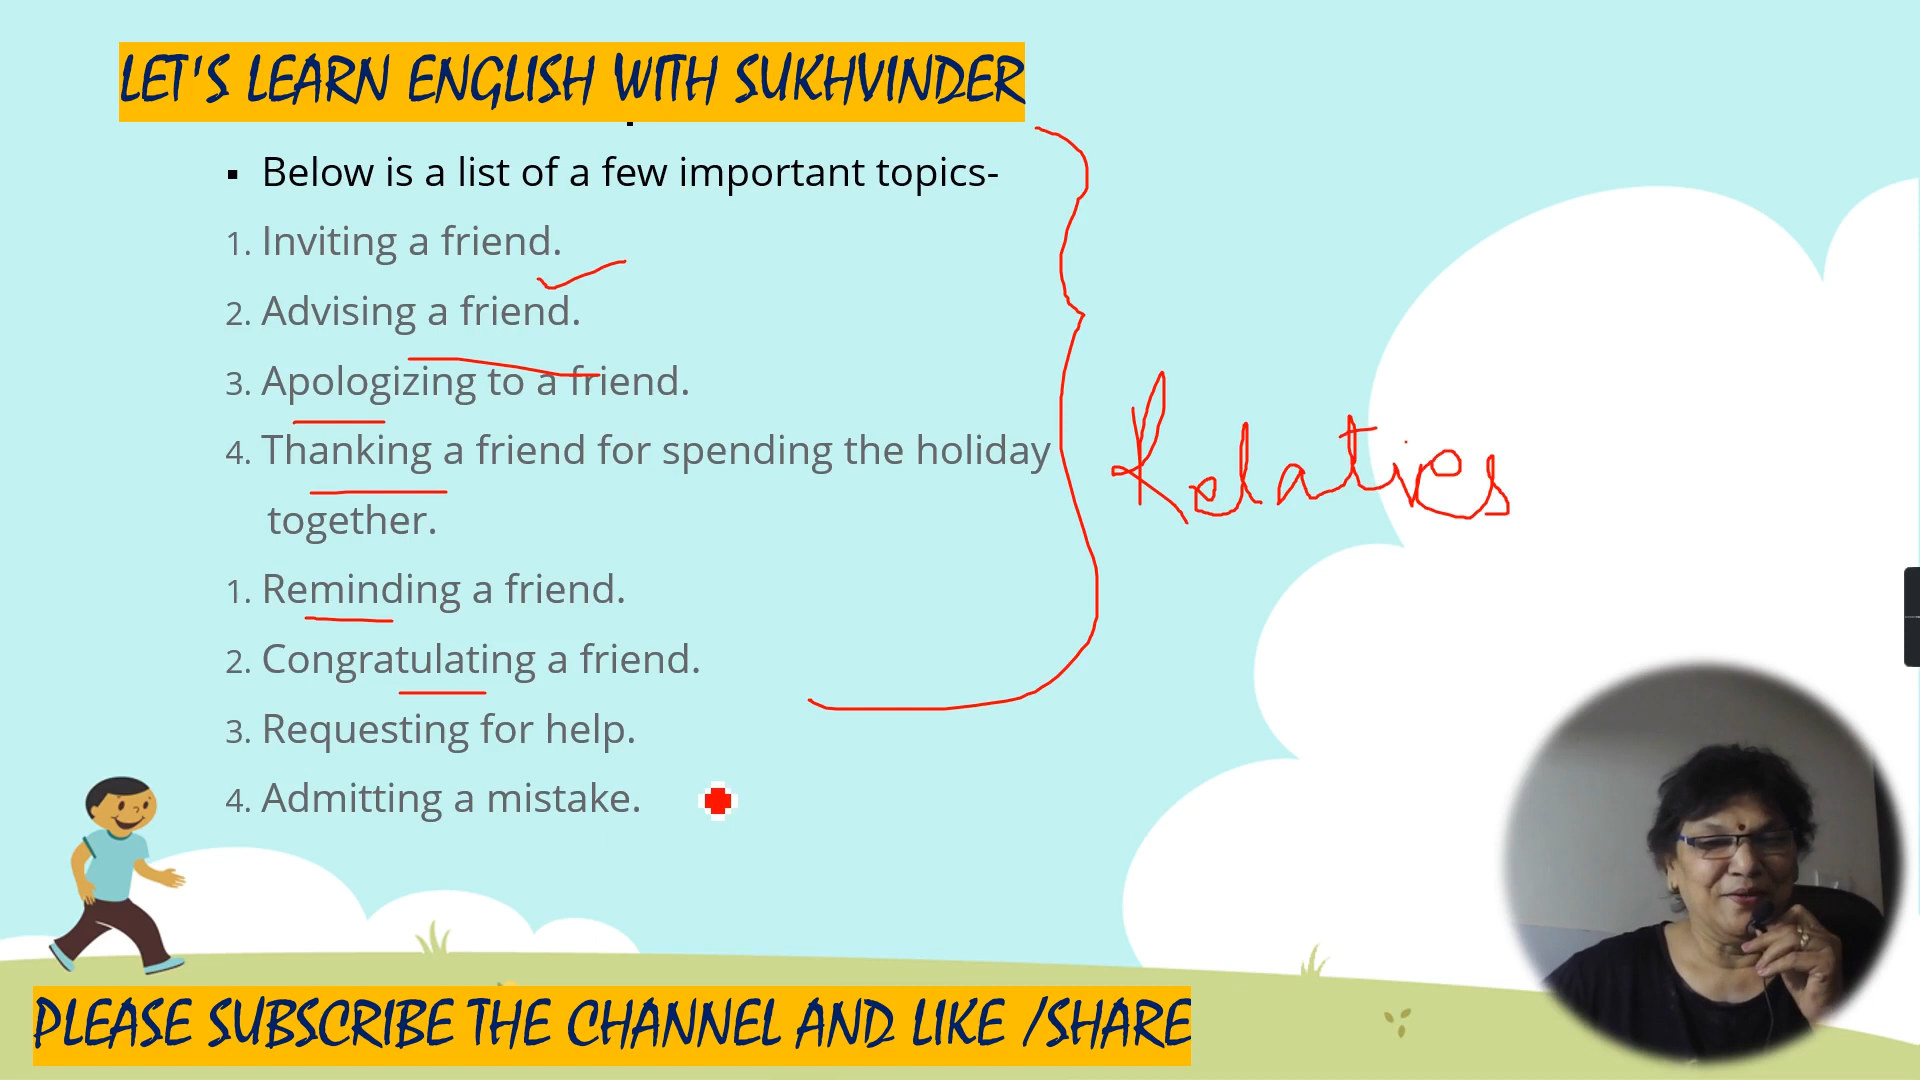 LET'S LEARN ENGLISH WITH SUKHVINDER
▪ Below is a list of a few important topics-
1. Inviting a friend.
2. Advising a friend.
3. Apologizing to a friend.
4. Thanking a friend for spending the holiday
together.
1. Reminding a friend.
2. Congratulating a friend.
3. Requesting for help.
4. Admitting a mistake.
Relaties
PLEASE SUBSCRIBE THE CHANNEL AND LIKE /SHARE